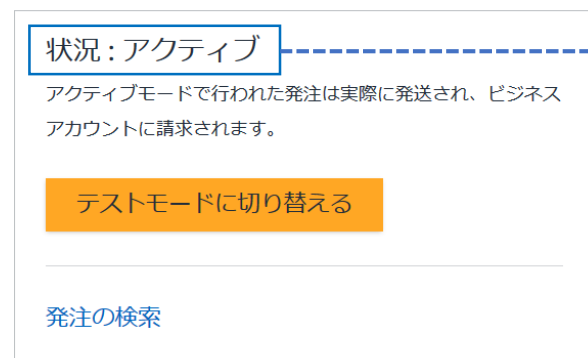 状況 : アクティブ
アクティブモードで行われた発注は実際に発送され、ビジネス
アカウントに請求されます。
テストモードに切り替える
発注の検索